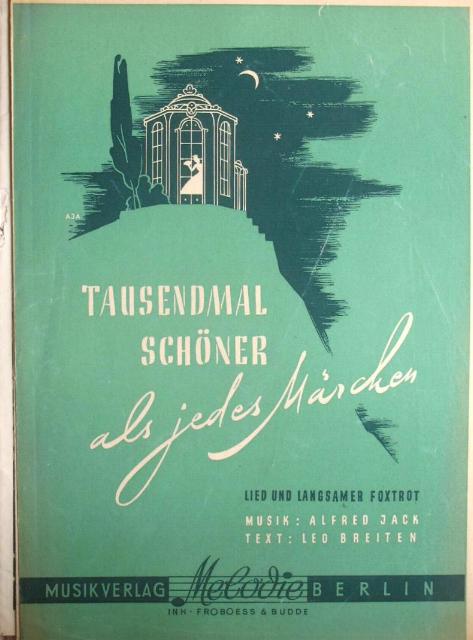 AJA
TAUSENDMAL
SCHÖNER
als jedes Märchen
LIED UND LANGSAMER FOXTROT
MUSIK: ALFRED JACK
TEXT: LEO BREITEN
MUSIKVERLAG Melodie BERLIN
INH · FROBOESS & BUDDE